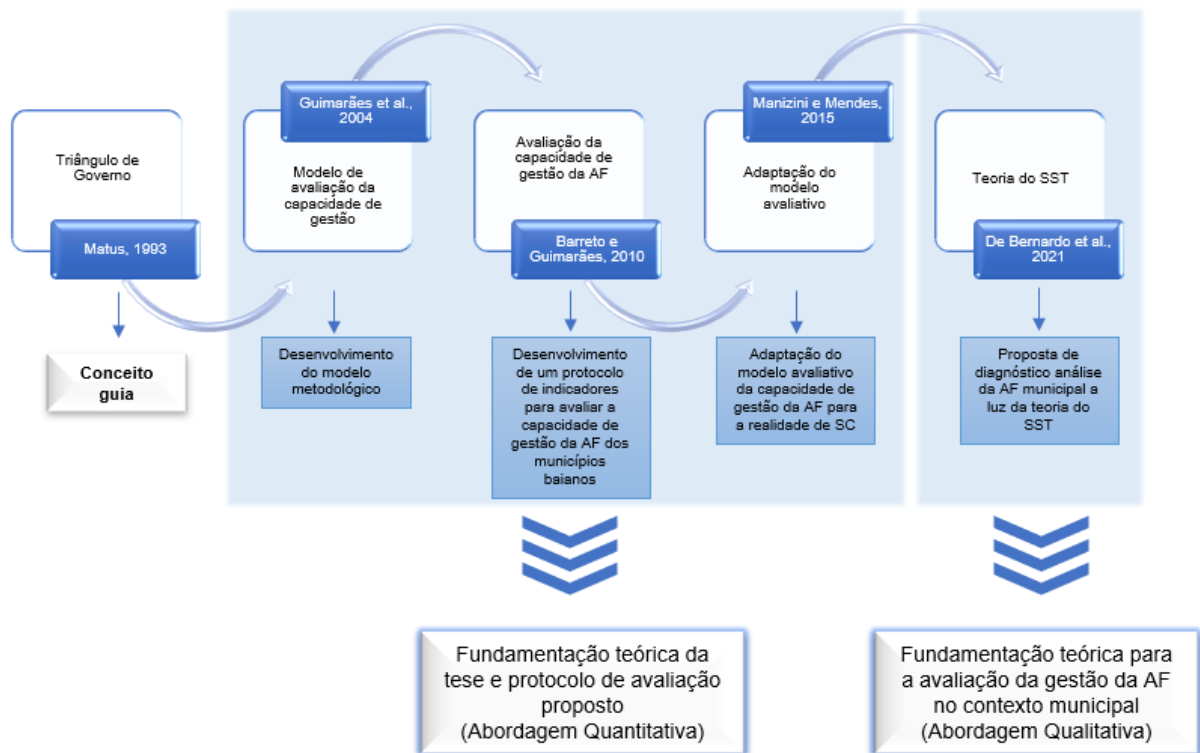 Triângulo de
Governo
Matus, 1993
Conceito
guia
Guimarães et al.,
2004
Modelo de
avaliação da
capacidade de
gestão
Desenvolvimento
do modelo
metodológico
Avaliação da
capacidade de
gestão da AF
Barreto e
Guimarães, 2010
Desenvolvimento
de um protocolo
de indicadores
para avaliar a
capacidade de
gestão da AF dos
municípios
baianos
Manizini e Mendes,
2015
Adaptação do
modelo
avaliativo
Adaptação do
modelo avaliativo
da capacidade de
gestão da AF para
a realidade de SC
Teoria do SST
De Bernardo et al.,
2021
Proposta de
diagnóstico análise
da AF municipal a
luz da teoria do
SST
Fundamentação teórica da
tese e protocolo de avaliação
proposto
(Abordagem Quantitativa)
Fundamentação teórica para
a avaliação da gestão da AF
no contexto municipal
(Abordagem Qualitativa)